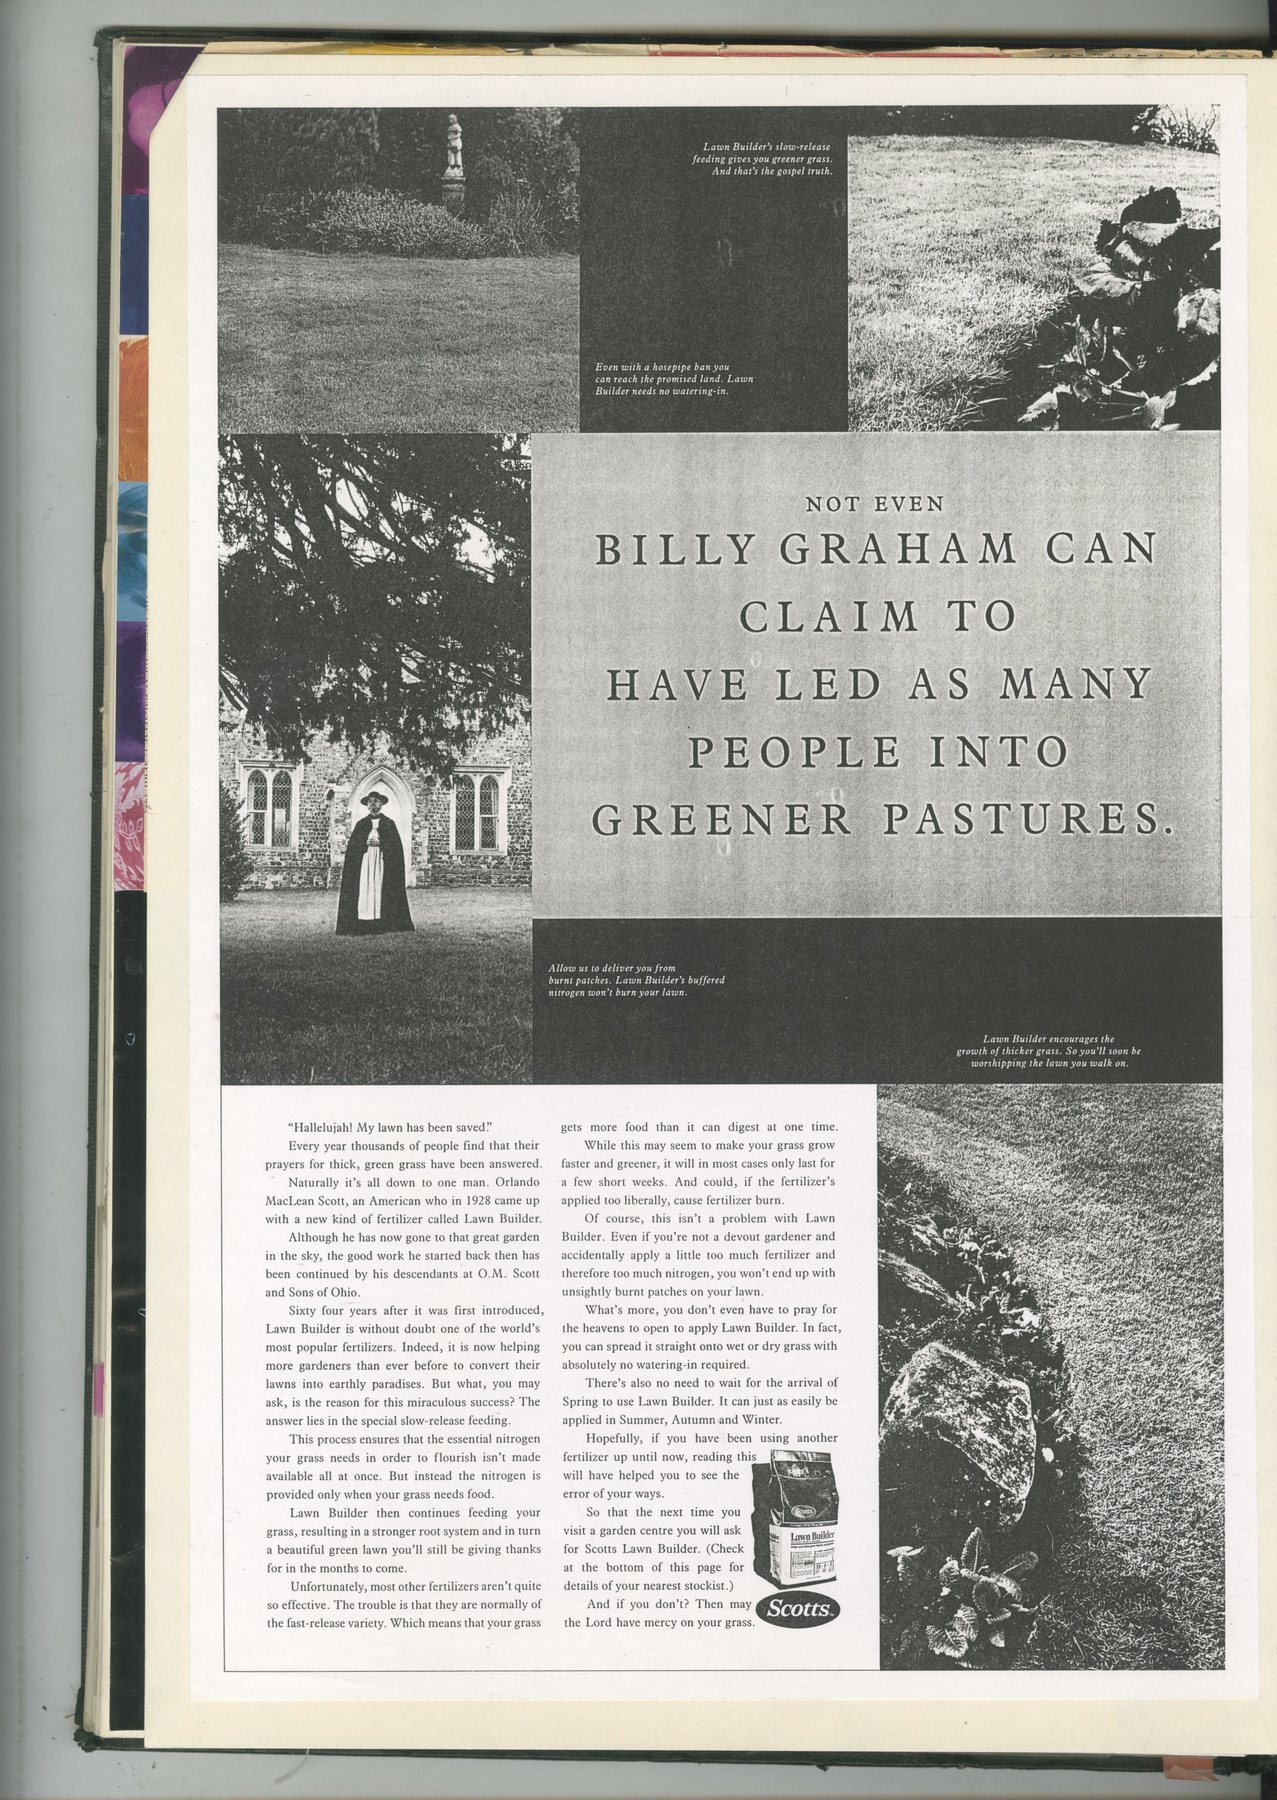 Lawn Builder's slow-release
feeding gives you greener grass.
And that's the gospel truth.
Even with a hosepipe ban you
can reach the promised land. Lawn
Builder needs no watering-in.
NOT EVEN
BILLY GRAHAM CAN
CLAIM TO
HAVE LED AS MANY
PEOPLE INTO
GREENER PASTURES.
Allow us to deliver you from
burnt patches. Lawn Builder's buffered
nitrogen won't burn your lawn.
Lawn Builder encourages the
growth of thicker grass. So you'll soon be
worshipping the lawn you walk on.
"Hallelujah! My lawn has been saved."
Every year thousands of people find that their
prayers for thick, green grass have been answered.
Naturally it's all down to one man. Orlando
MacLean Scott, an American who in 1928 came up
with a new kind of fertilizer called Lawn Builder.
Although he has now gone to that great garden
in the sky, the good work he started back then has
been continued by his descendants at O.M. Scott
and Sons of Ohio.
Sixty four years after it was first introduced,
Lawn Builder is without doubt one of the world's
most popular fertilizers. Indeed, it is now helping
more gardeners than ever before to convert their
lawns into earthly paradises. But what, you may
ask, is the reason for this miraculous success? The
answer lies in the special slow-release feeding.
This process ensures that the essential nitrogen
your grass needs in order to flourish isn't made
available all at once. But instead the nitrogen is
provided only when your grass needs food.
Lawn Builder then continues feeding your
grass, resulting in a stronger root system and in turn
a beautiful green lawn you'll still be giving thanks
for in the months to come.
Unfortunately, most other fertilizers aren't quite
so effective. The trouble is that they are normally of
the fast-release variety. Which means that your grass
gets more food than it can digest at one time.
While this may seem to make your grass grow
faster and greener, it will in most cases only last for
a few short weeks. And could, if the fertilizer's
applied too liberally, cause fertilizer burn.
Of course, this isn't a problem with Lawn
Builder. Even if you're not a devout gardener and
accidentally apply a little too much fertilizer and
therefore too much nitrogen, you won't end up with
unsightly burnt patches on your lawn.
What's more, you don't even have to pray for
the heavens to open to apply Lawn Builder. In fact,
you can spread it straight onto wet or dry grass with
absolutely no watering-in required.
There's also no need to wait for the arrival of
Spring to use Lawn Builder. It can just as easily be
applied in Summer, Autumn and Winter.
Hopefully, if you have been using another
fertilizer up until now, reading this
will have helped you to see the
error of your ways.
So that the next time you
visit a garden centre you will ask
for Scotts Lawn Builder. (Check
at the bottom of this page for
details of your nearest stockist.)
And if you don't? Then may
the Lord have mercy on your grass.
Scotts
Lawn Builder
Scotts